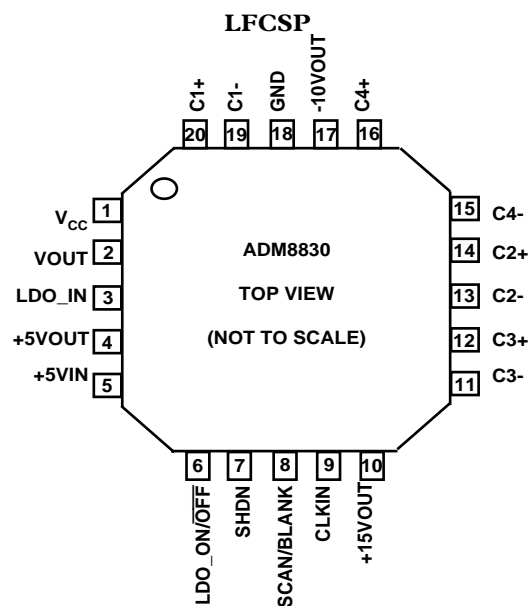 LFCSP
C1+
C1-
GND
-10VOUT
C4+
20
19
18
17
16
1
VCC
2
VOUT
3
LDO_IN
4
+5VOUT
5
+5VIN
ADM8830
TOP VIEW
(NOT TO SCALE)
15
C4-
14
C2+
13
C2-
12
C3+
11
C3-
6
7
8
9
10
LDO_ON/OFF
SHDN
SCAN/BLANK
CLKIN
+15VOUT